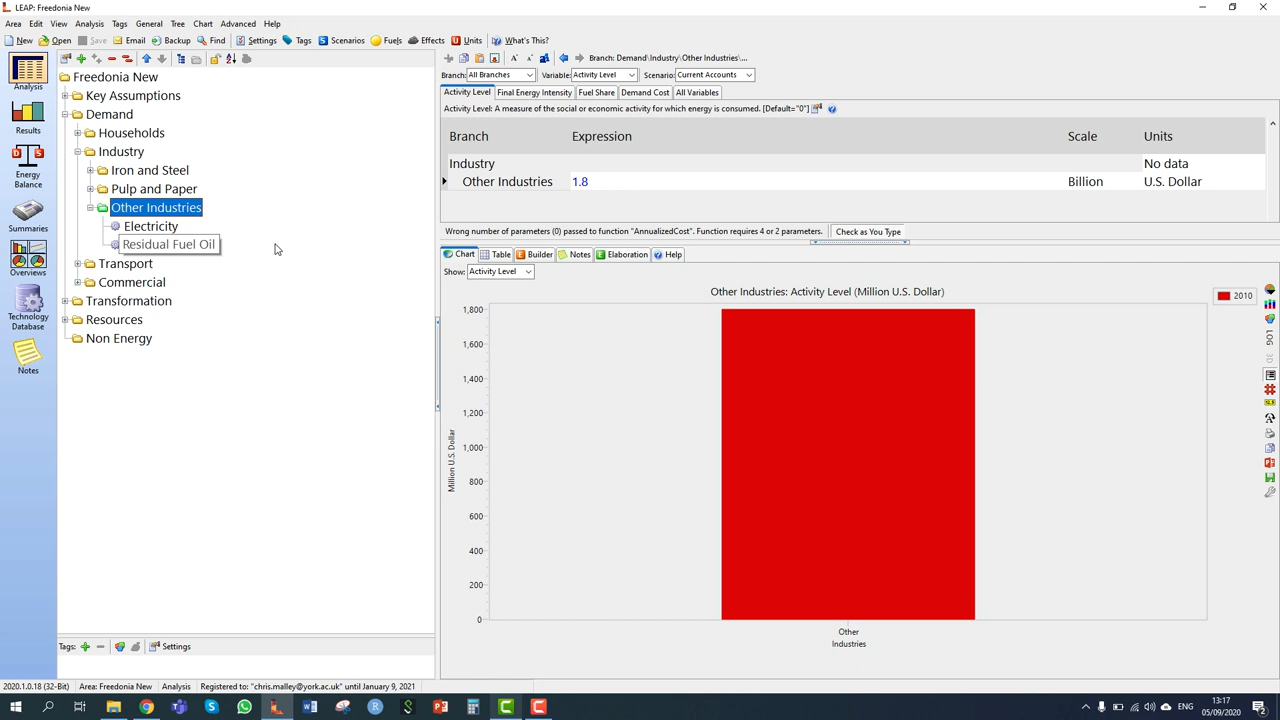 LEAP: Freedonia New
Area Edit View Analysis Tags General Tree Chart Advanced Help
New Open Save Email Backup Find Settings Tags Scenarios Fuels Effects Units What's This?
Analysis
Results
Energy
Balance
Summaries
Overviews
Technology
Database
Notes
Freedonia New
Key Assumptions
Demand
Households
Industry
Iron and Steel
Pulp and Paper
Other Industries
Electricity
Residual Fuel Oil
Transport
Commercial
Transformation
Resources
Non Energy
Tags: Settings
Branch: Demand\Industry\Other Industries\...
Branch: All Branches Variable: Activity Level Scenario: Current Accounts
Activity Level Final Energy Intensity Fuel Share Demand Cost All Variables
Activity Level: A measure of the social or economic activity for which energy is consumed. [Default="0"]
Branch Expression Scale Units
Industry No data
Other Industries 1.8 Billion U.S. Dollar
Wrong number of parameters (0) passed to function "AnnualizedCost". Function requires 4 or 2 parameters. Check as You Type
Chart Table Builder Notes Elaboration Help
Show: Activity Level
Other Industries: Activity Level (Million U.S. Dollar)
2010
Million U.S. Dollar
1,800
1,600
1,400
1,200
1,000
800
600
400
200
0
Other
Industries
LOG
3D
2020.1.0.18 (32-Bit) Area: Freedonia New Analysis Registered to: "chris.malley@york.ac.uk" until January 9, 2021
ENG
13:17
05/09/2020
2